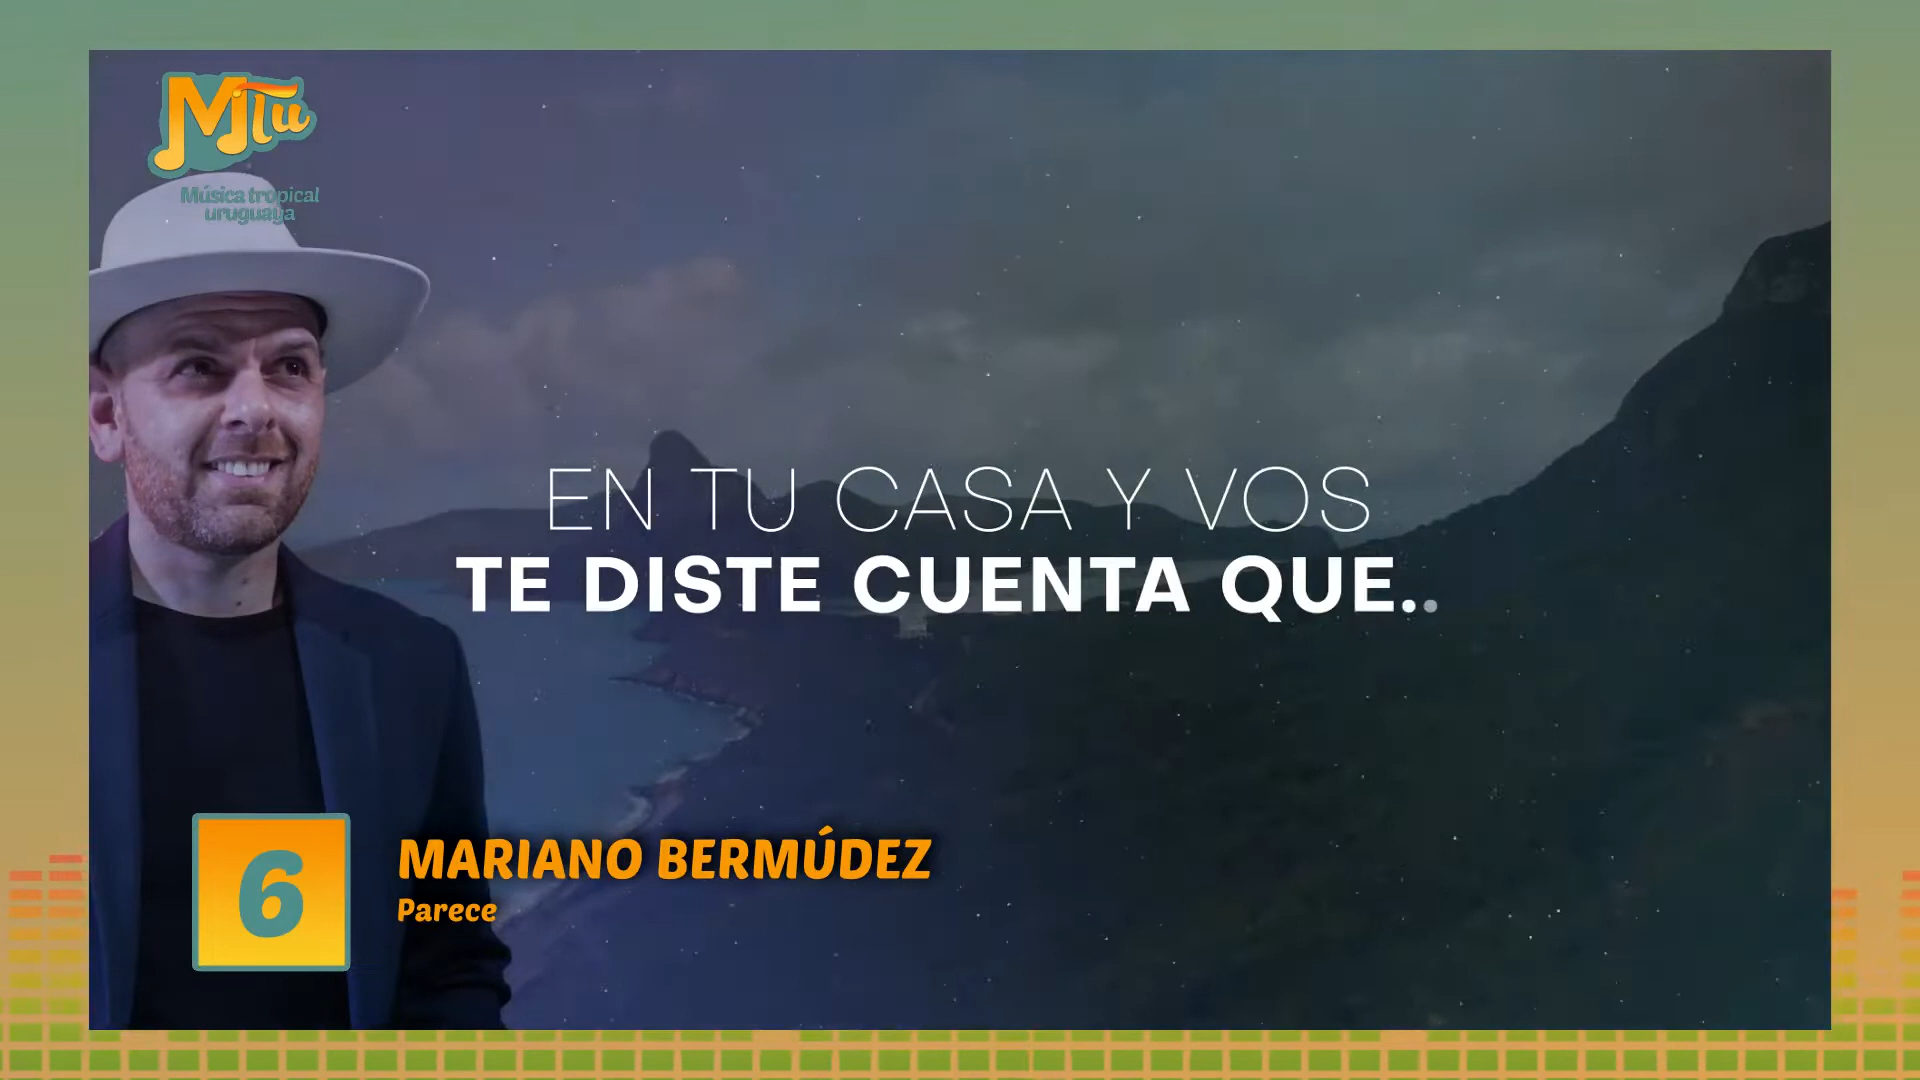 MTu
Música tropical
uruguaya
EN TU CASA Y VOS
TE DISTE CUENTA QUE..
6
MARIANO BERMÚDEZ
Parece